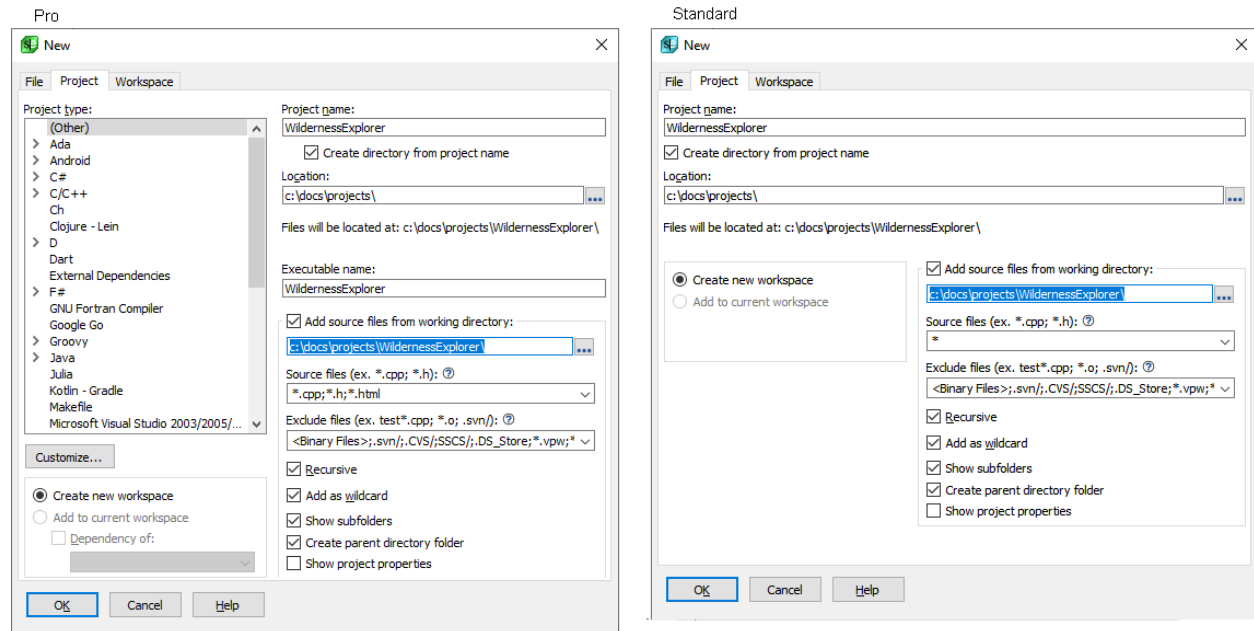 Pro
New
File Project Workspace
Project type:
(Other)
Ada
Android
C#
C/C++
Ch
Clojure - Lein
D
Dart
External Dependencies
F#
GNU Fortran Compiler
Google Go
Groovy
Java
Julia
Kotlin - Gradle
Makefile
Microsoft Visual Studio 2003/2005/...
Customize...
Create new workspace
Add to current workspace
Dependency of:
Project name:
WildernessExplorer
Create directory from project name
Location:
c:\docs\projects\
...
Files will be located at: c:\docs\projects\WildernessExplorer\
Executable name:
WildernessExplorer
Add source files from working directory:
c:\docs\projects\WildernessExplorer\
...
Source files (ex. *.cpp; *.h): ?
*.cpp;*.h;*.html
Exclude files (ex. test*.cpp; *.o; .svn/): ?
<Binary Files>;.svn/;.CVS/;SSCS/;.DS_Store;*.vpw;*
Recursive
Add as wildcard
Show subfolders
Create parent directory folder
Show project properties
OK Cancel Help
Standard
New
File Project Workspace
Project name:
WildernessExplorer
Create directory from project name
Location:
c:\docs\projects\
...
Files will be located at: c:\docs\projects\WildernessExplorer\
Create new workspace
Add to current workspace
Add source files from working directory:
c:\docs\projects\WildernessExplorer\
...
Source files (ex. *.cpp; *.h): ?
*
Exclude files (ex. test*.cpp; *.o; .svn/): ?
<Binary Files>;.svn/;.CVS/;SSCS/;.DS_Store;*.vpw;*
Recursive
Add as wildcard
Show subfolders
Create parent directory folder
Show project properties
OK Cancel Help